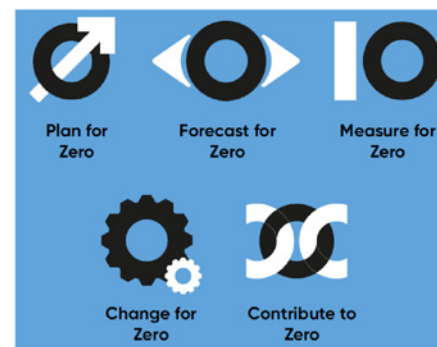 Plan for
Zero
Forecast for
Zero
Measure for
Zero
Change for
Zero
Contribute to
Zero